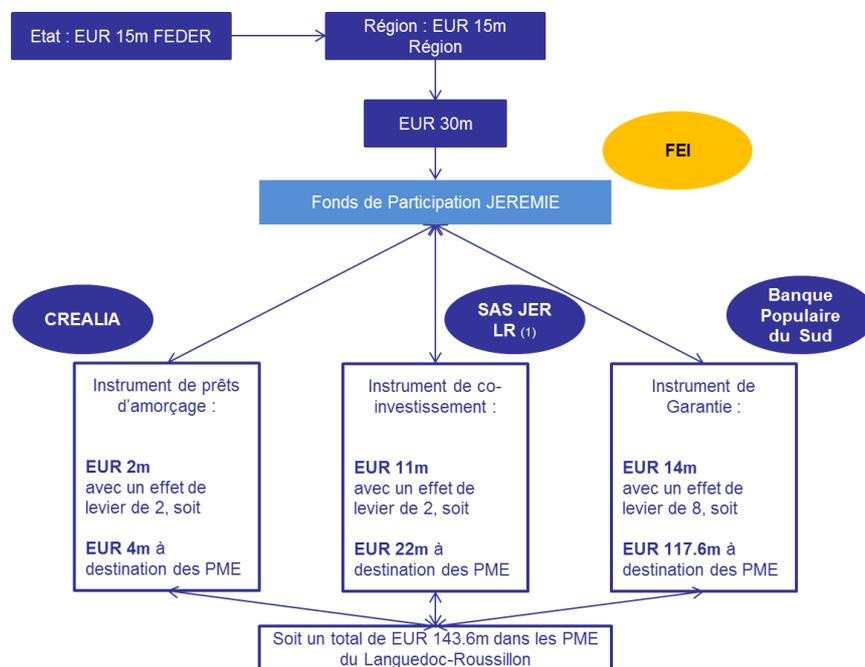 Etat : EUR 15m FEDER
Région : EUR 15m
Région
EUR 30m
FEI
Fonds de Participation JEREMIE
CREALIA
SAS JER
LR (1)
Banque
Populaire
du Sud
Instrument de prêts
d’amorçage :
EUR 2m
avec un effet de
levier de 2, soit
EUR 4m à
destination des PME
Instrument de co-
investissement :
EUR 11m
avec un effet de
levier de 2, soit
EUR 22m à
destination des PME
Instrument de
Garantie :
EUR 14m
avec un effet de
levier de 8, soit
EUR 117.6m à
destination des PME
Soit un total de EUR 143.6m dans les PME
du Languedoc-Roussillon